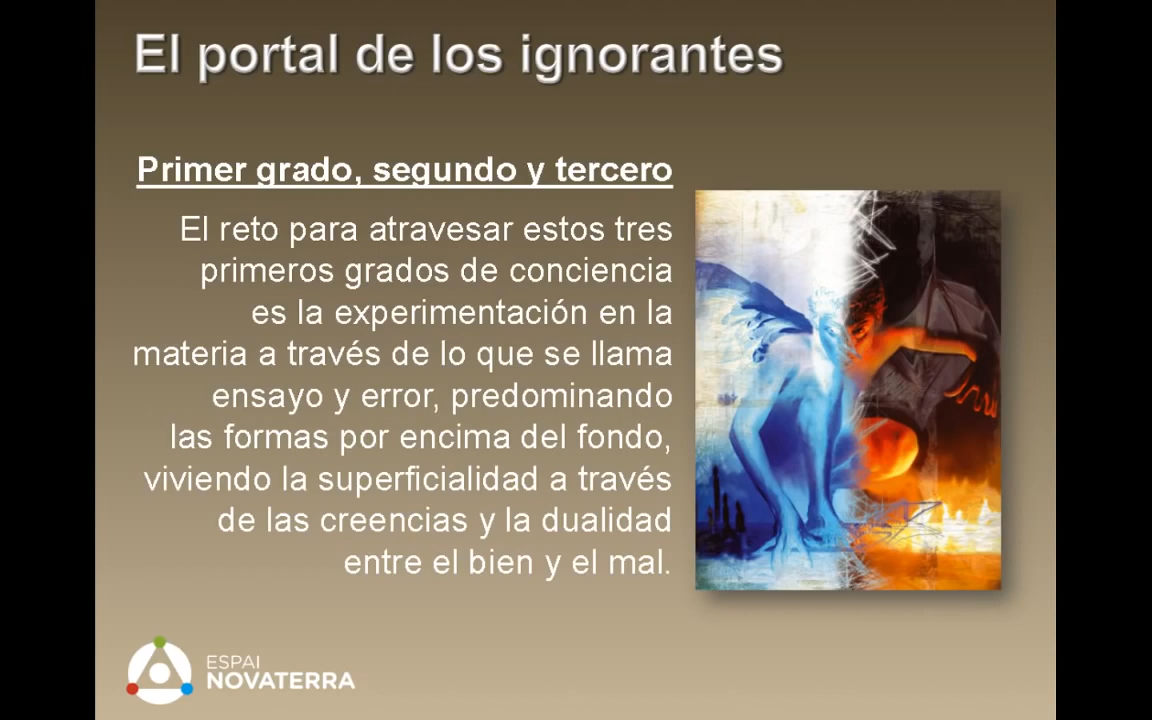 El portal de los ignorantes
Primer grado, segundo y tercero
El reto para atravesar estos tres
primeros grados de conciencia
es la experimentación en la
materia a través de lo que se llama
ensayo y error, predominando
las formas por encima del fondo,
viviendo la superficialidad a través
de las creencias y la dualidad
entre el bien y el mal.
ESPAI
NOVATERRA